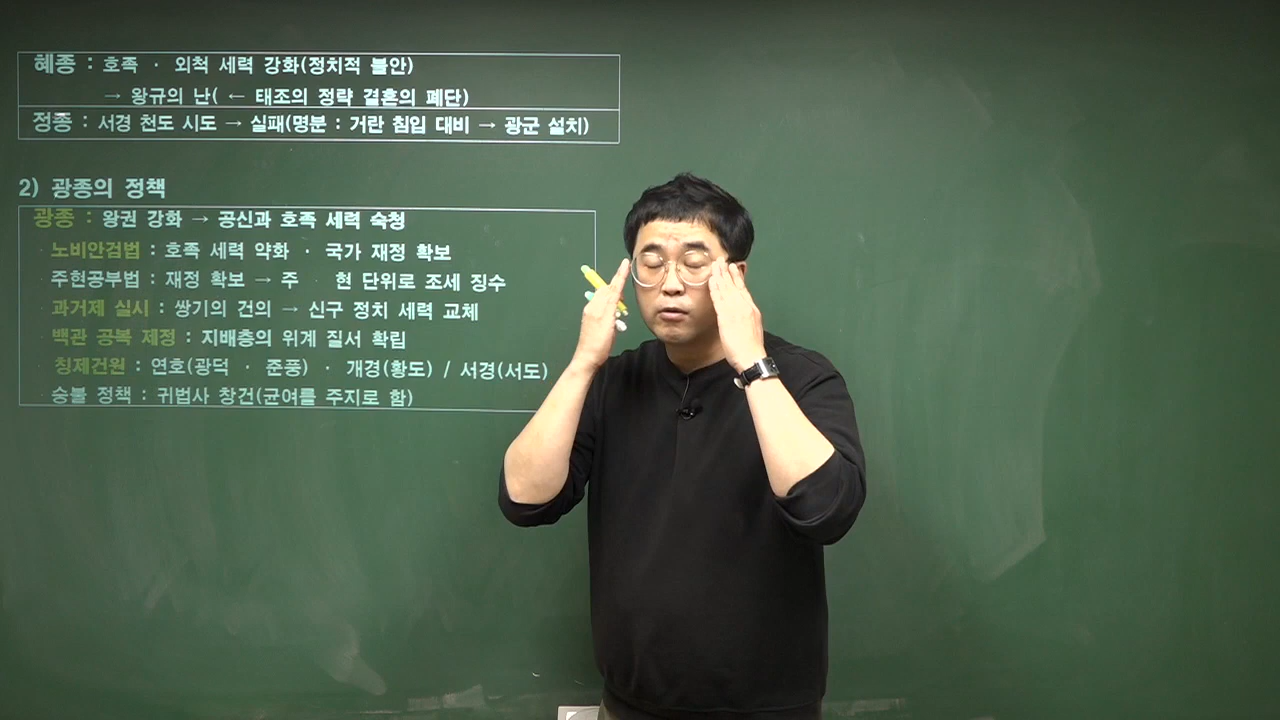 혜종 : 호족 · 외척 세력 강화(정치적 불안)
→ 왕규의 난( ← 태조의 정략 결혼의 폐단)
정종 : 서경 천도 시도 → 실패(명분 : 거란 침입 대비 → 광군 설치)
2) 광종의 정책
광종 : 왕권 강화 → 공신과 호족 세력 숙청
· 노비안검법 : 호족 세력 약화 · 국가 재정 확보
· 주현공부법 : 재정 확보 → 주 현 단위로 조세 징수
· 과거제 실시 : 쌍기의 건의 → 신구 정치 세력 교체
· 백관 공복 제정 : 지배층의 위계 질서 확립
· 칭제건원 : 연호(광덕 · 준풍) · 개경(황도) / 서경(서도)
· 숭불 정책 : 귀법사 창건(균여를 주지로 함)